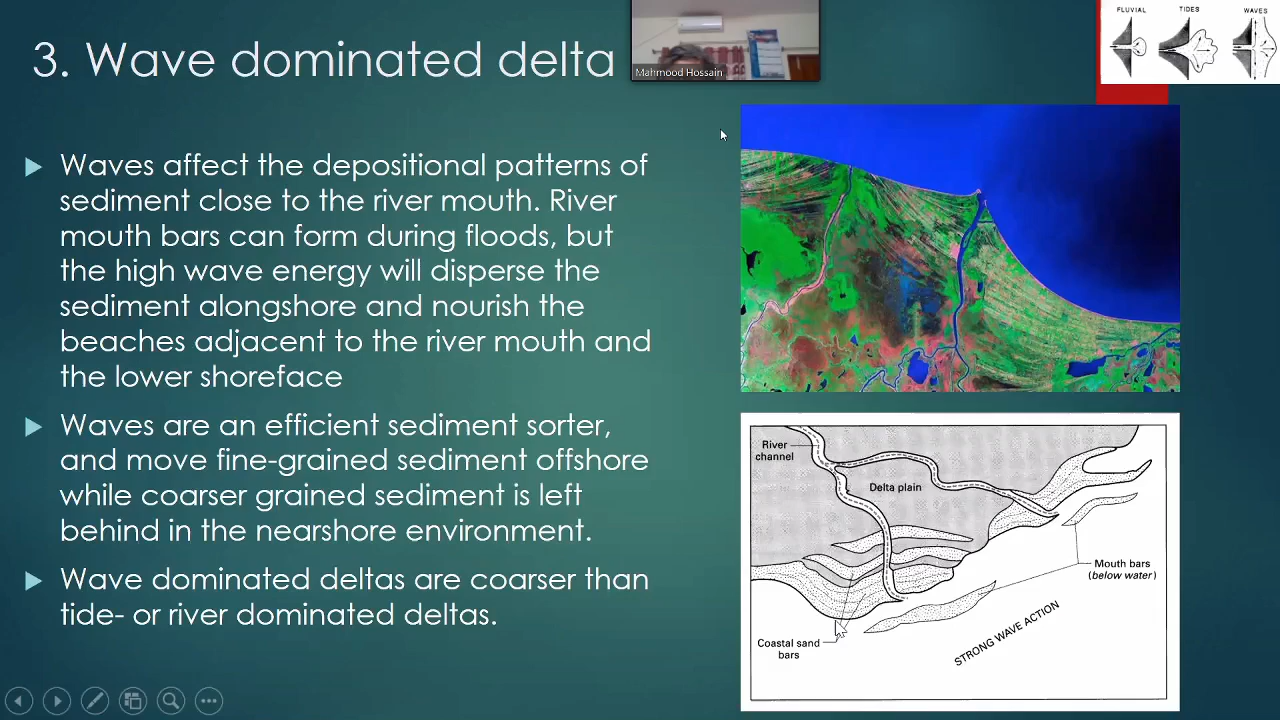 3. Wave dominated delta
Mahmood Hossain
FLUVIAL
TIDES
WAVES
Waves affect the depositional patterns of
sediment close to the river mouth. River
mouth bars can form during floods, but
the high wave energy will disperse the
sediment alongshore and nourish the
beaches adjacent to the river mouth and
the lower shoreface
Waves are an efficient sediment sorter,
and move fine-grained sediment offshore
while coarser grained sediment is left
behind in the nearshore environment.
Wave dominated deltas are coarser than
tide- or river dominated deltas.
River
channel
Delta plain
Mouth bars
(below water)
STRONG WAVE ACTION
Coastal sand
bars